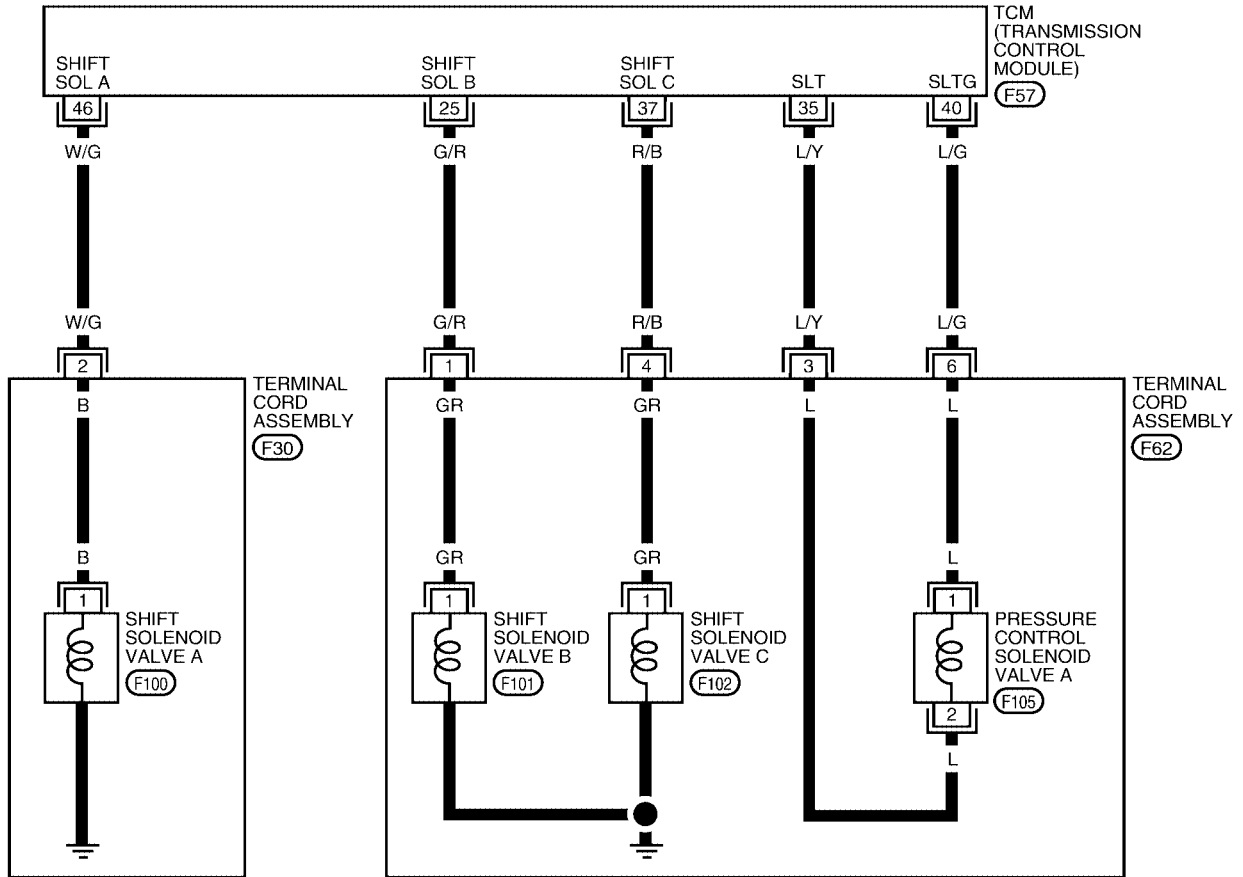 TCM
(TRANSMISSION
CONTROL
MODULE)
F57
SHIFT
SOL A
SHIFT
SOL B
SHIFT
SOL C
SLT
SLTG
46
25
37
35
40
W/G
G/R
R/B
L/Y
L/G
W/G
G/R
R/B
L/Y
L/G
2
1
4
3
6
TERMINAL
CORD
ASSEMBLY
F30
TERMINAL
CORD
ASSEMBLY
F62
B
GR
GR
L
L
B
GR
GR
L
1
1
1
1
SHIFT
SOLENOID
VALVE A
F100
SHIFT
SOLENOID
VALVE B
F101
SHIFT
SOLENOID
VALVE C
F102
PRESSURE
CONTROL
SOLENOID
VALVE A
F105
2
L